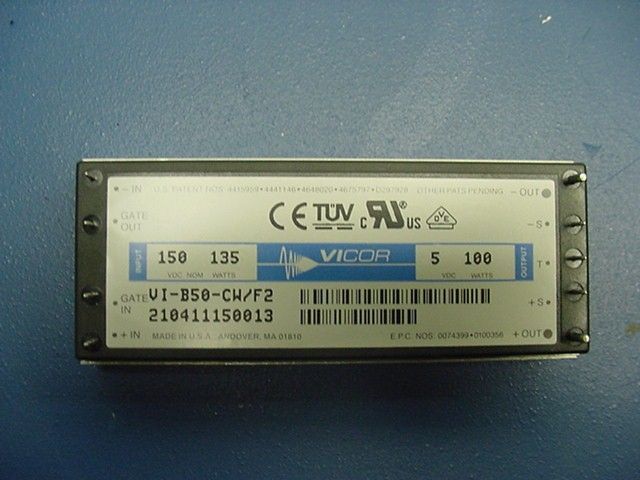 - IN U.S. PATENT NOS. 4415959 • 4441146 • 4648020 • 4675797 • D297928 OTHER PATS PENDING - OUT
GATE OUT CE TÜV c RU US DVE - S
INPUT 150 135 VICOR 5 100 OUTPUT T
VDC NOM WATTS VDC WATTS
GATE IN VI-B50-CW/F2 + S
210411150013
+ IN MADE IN U.S.A. ANDOVER, MA 01810 E.P.C. NOS. 0074399 • 0100356 + OUT